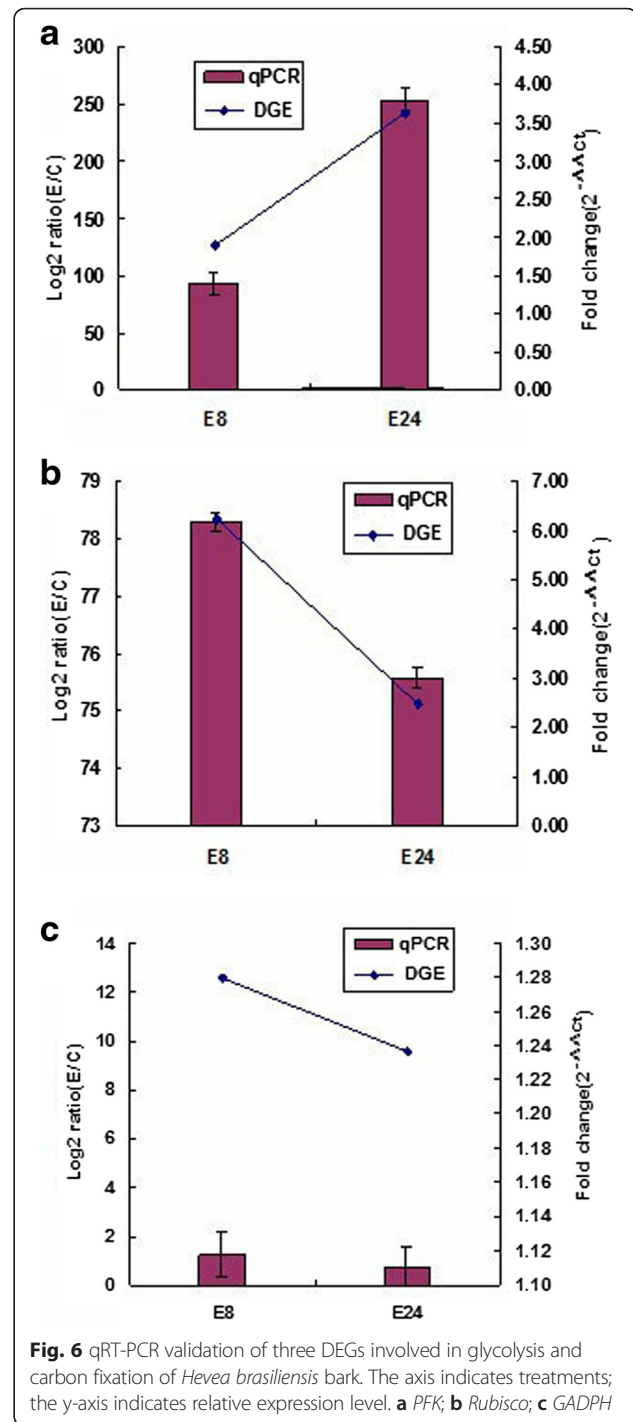 a
300
250
200
150
100
50
0
Log2 ratio(E/C)
qPCR
DGE
4.50
4.00
3.50
3.00
2.50
2.00
1.50
1.00
0.50
0.00
Fold change(2^-ΛΛCt)
E8 E24
b
79
78
77
76
75
74
73
Log2 ratio(E/C)
qPCR
DGE
7.00
6.00
5.00
4.00
3.00
2.00
1.00
0.00
Fold change(2^-ΛΛCt)
E8 E24
c
14
12
10
8
6
4
2
0
Log2 ratio(E/C)
qPCR
DGE
1.30
1.28
1.26
1.24
1.22
1.20
1.18
1.16
1.14
1.12
1.10
Fold change(2^-ΛΛCt)
E8 E24
Fig. 6 qRT-PCR validation of three DEGs involved in glycolysis and
carbon fixation of Hevea brasiliensis bark. The axis indicates treatments;
the y-axis indicates relative expression level. a PFK; b Rubisco; c GADPH